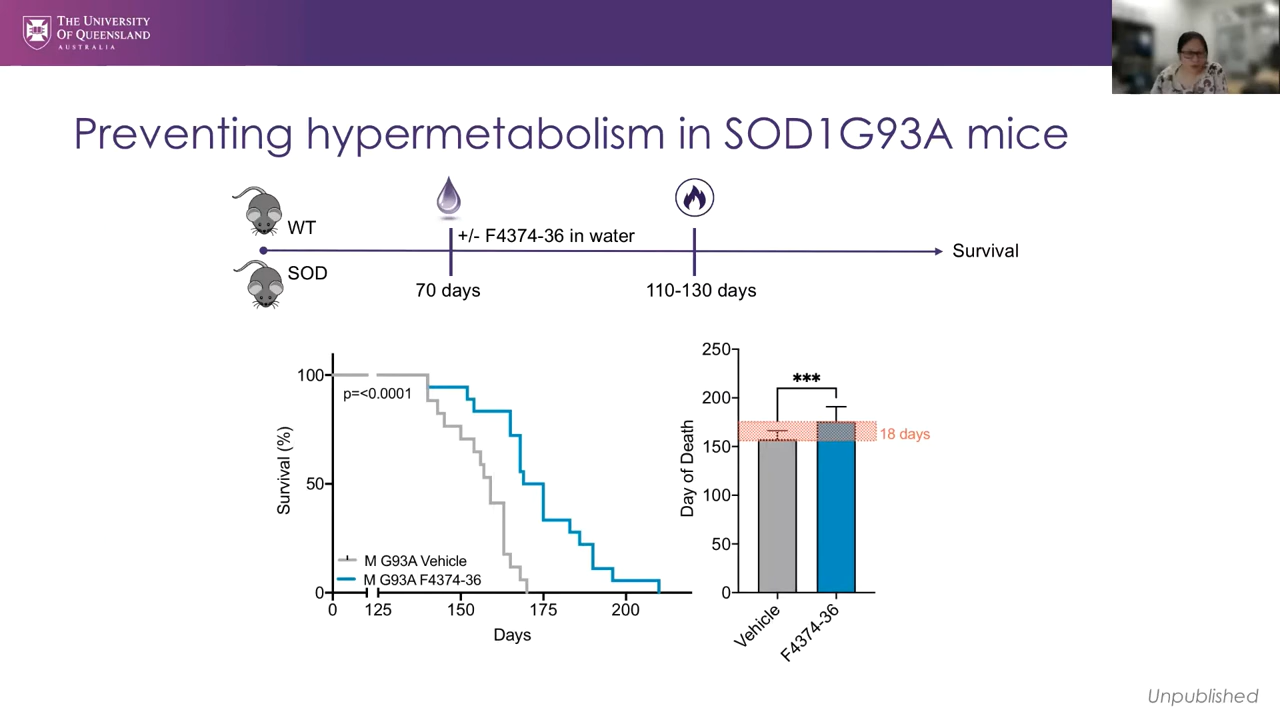 THE UNIVERSITY
OF QUEENSLAND
AUSTRALIA
Preventing hypermetabolism in SOD1G93A mice
WT
+/- F4374-36 in water
Survival
SOD
70 days
110-130 days
Survival (%)
100
50
0
p=<0.0001
M G93A Vehicle
M G93A F4374-36
0 125 150 175 200
Days
Day of Death
250
200
150
100
50
0
***
18 days
Vehicle
F4374-36
Unpublished